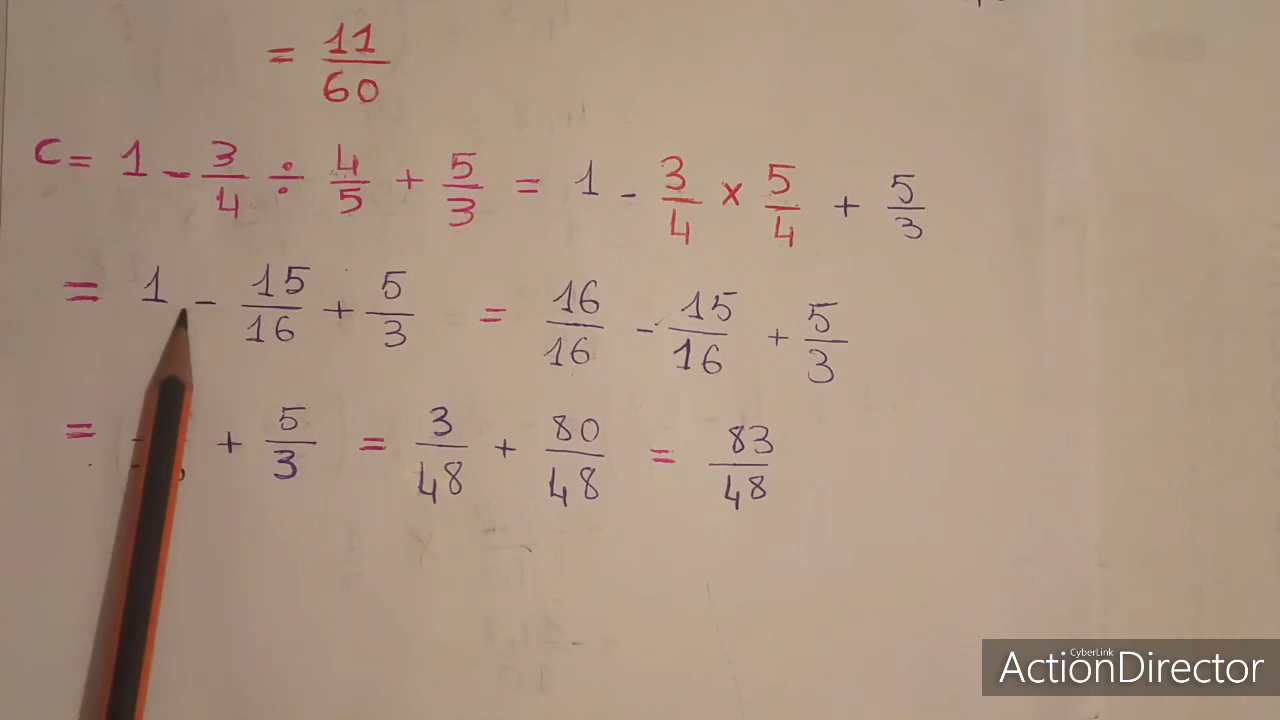 = 11/60
C = 1 - 3/4 ÷ 4/5 + 5/3 = 1 - 3/4 × 5/4 + 5/3
= 1 - 15/16 + 5/3 = 16/16 - 15/16 + 5/3
= + 5/3 = 3/48 + 80/48 = 83/48
CyberLink
ActionDirector